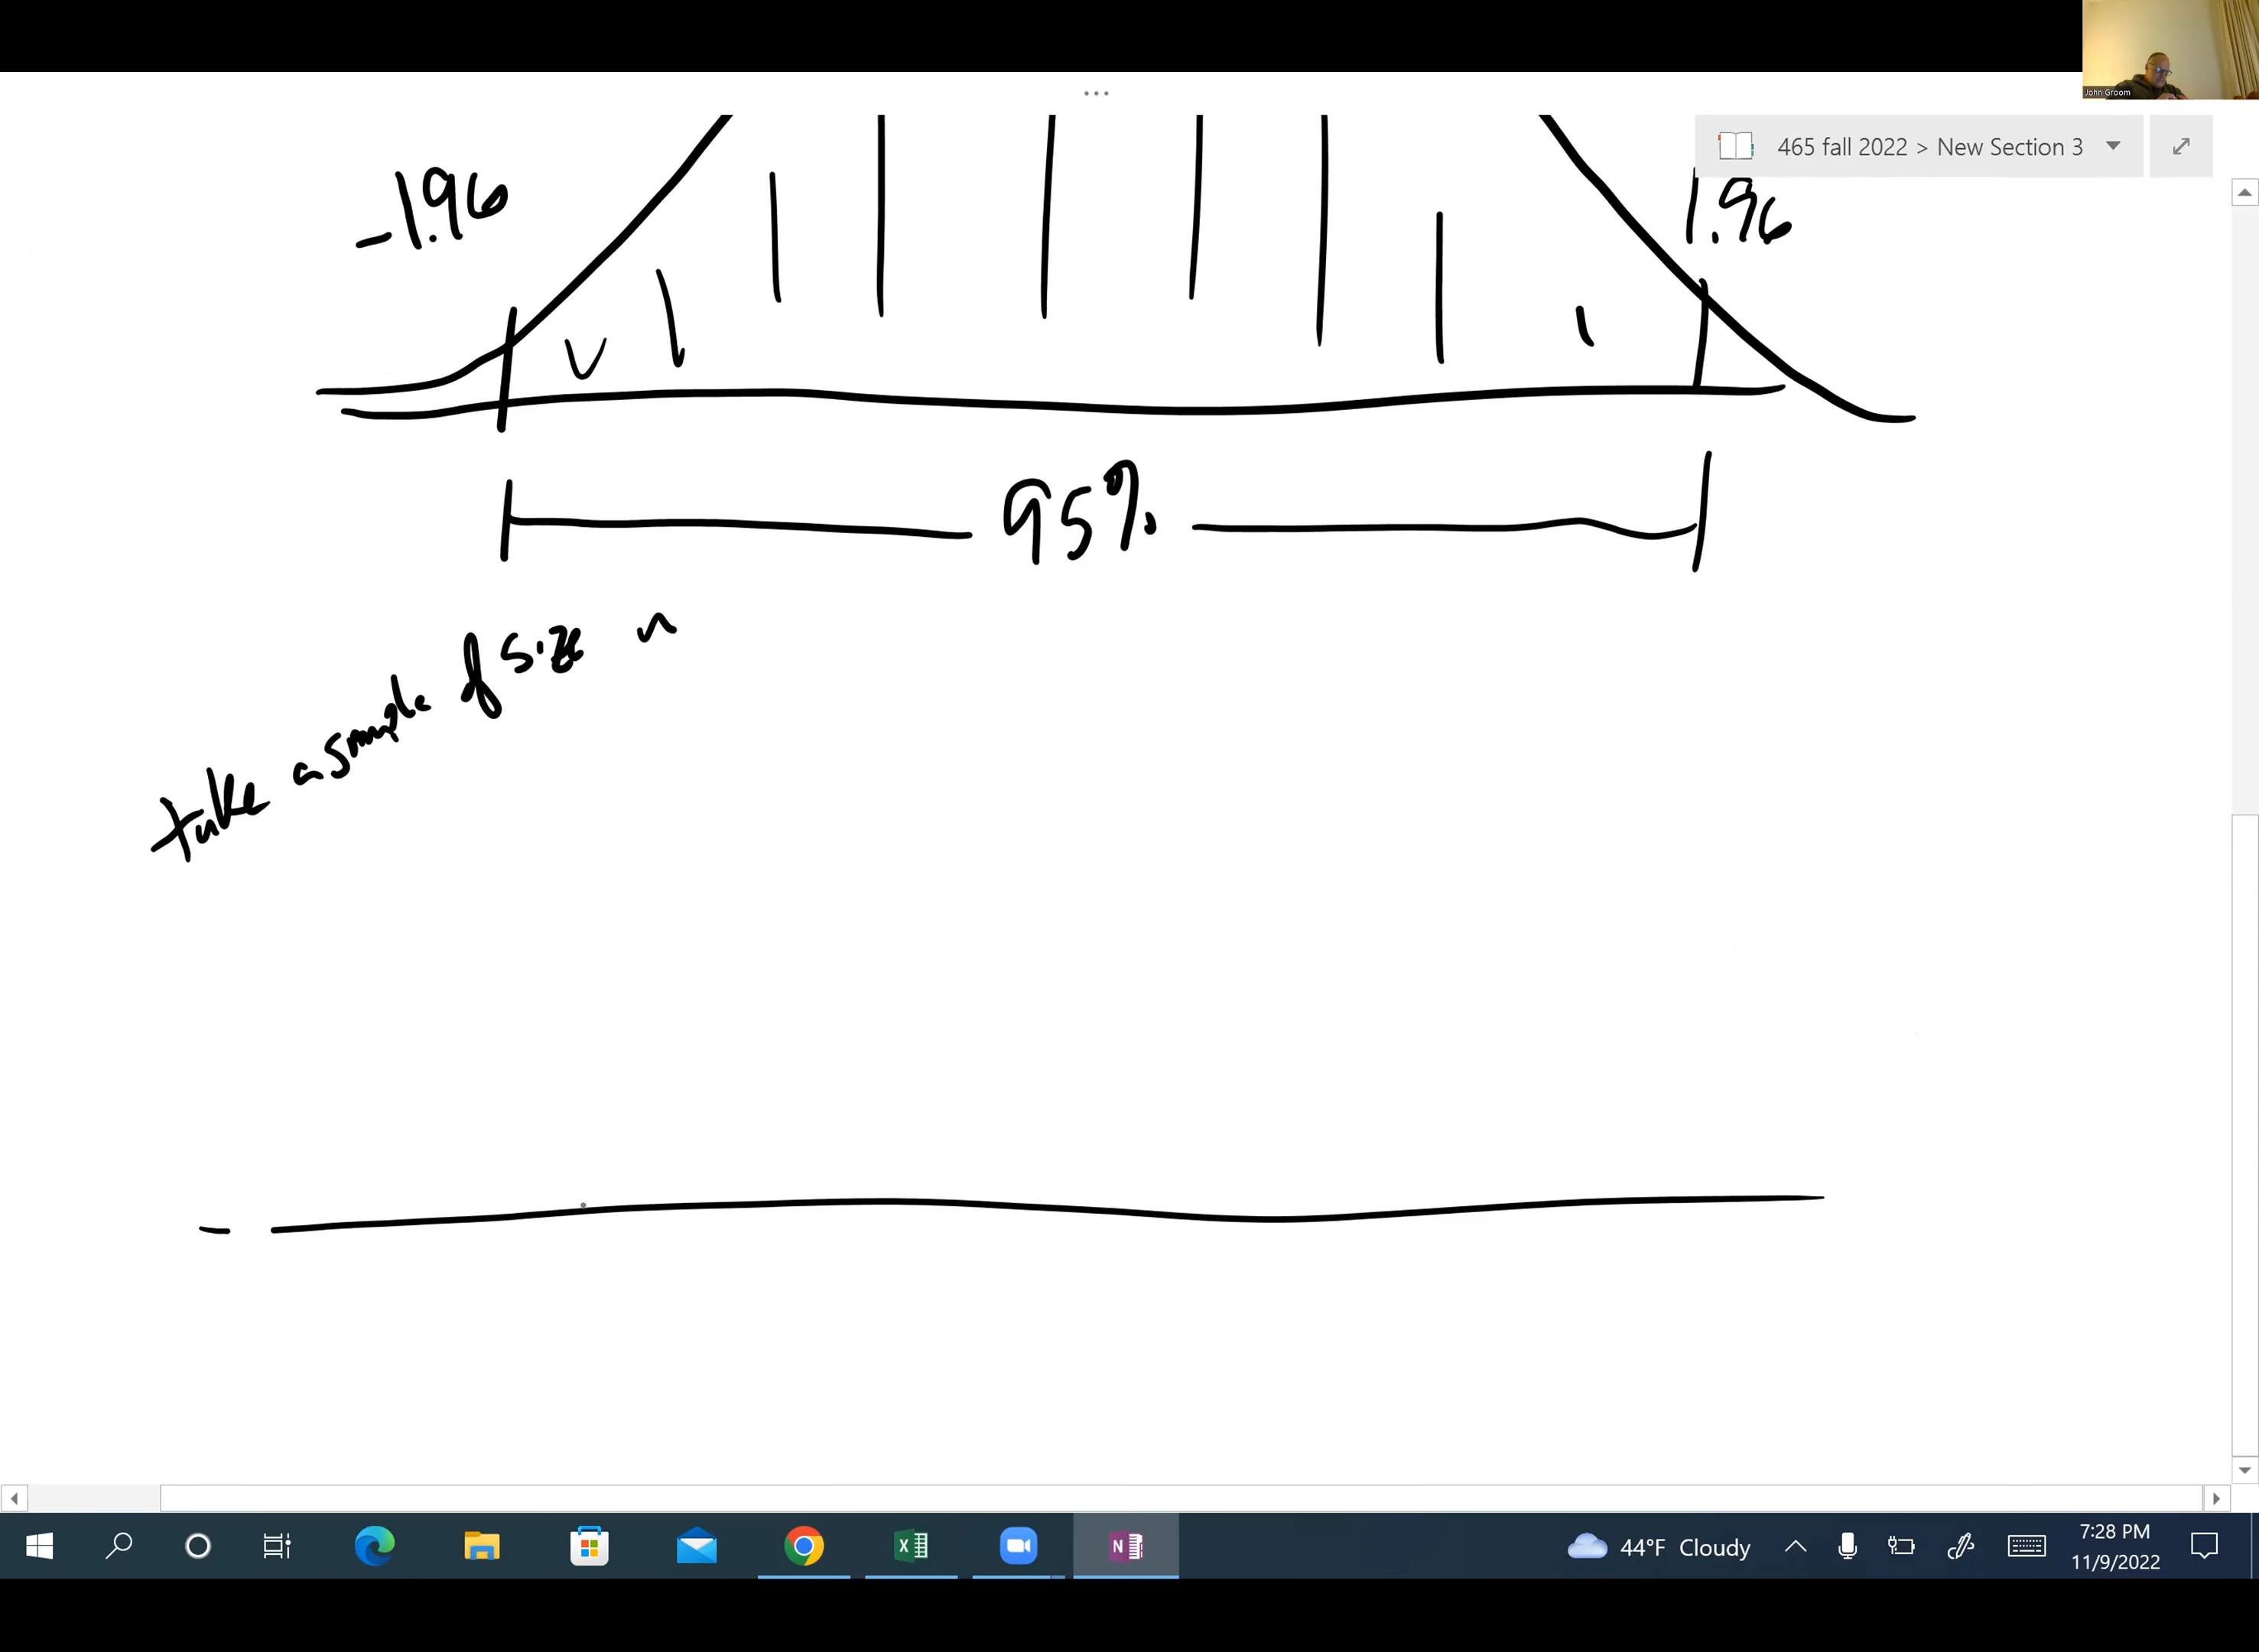 John Groom
465 fall 2022 > New Section 3
-1.96
1.96
95%
take a sample of size n
44°F Cloudy
7:28 PM
11/9/2022